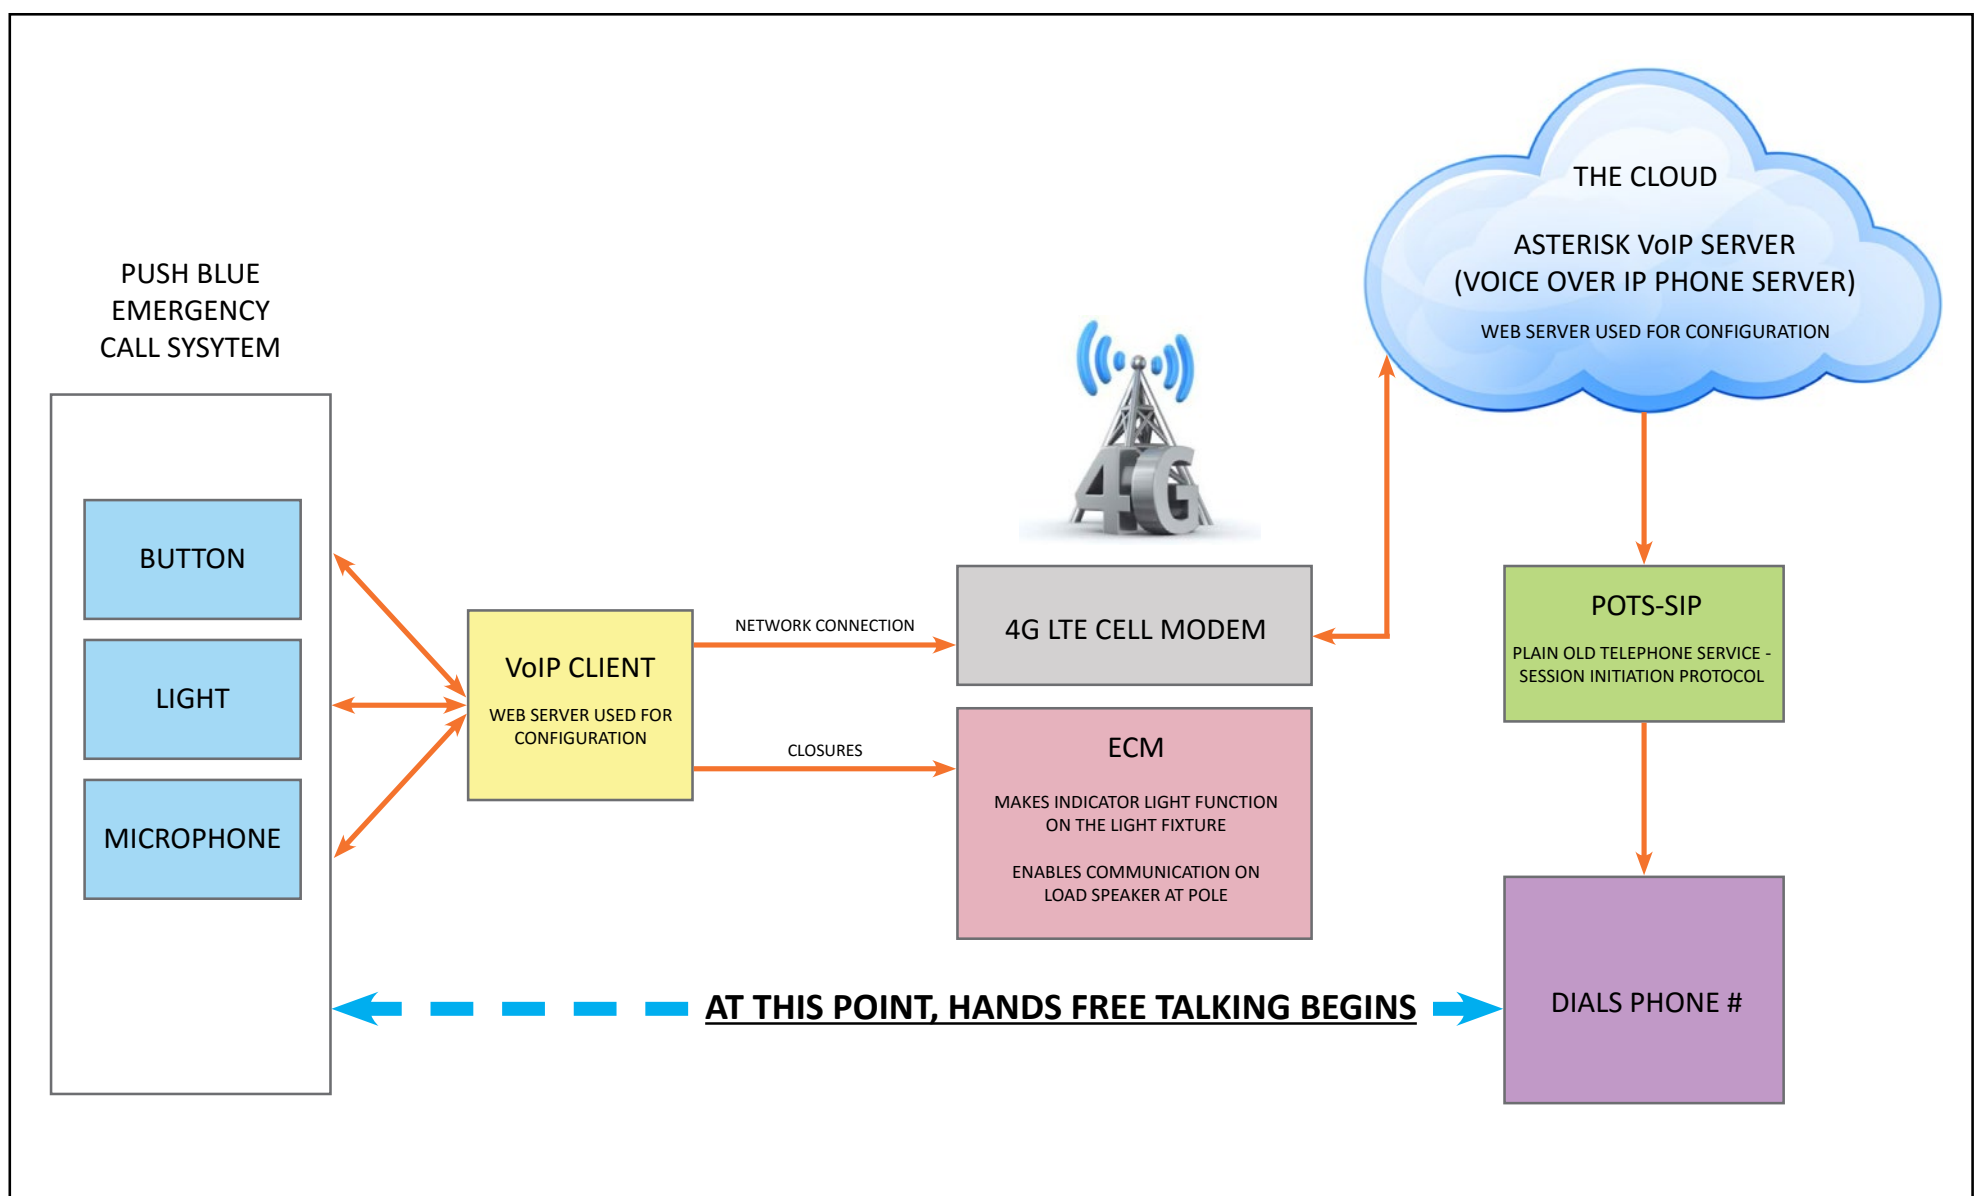 PUSH BLUE
EMERGENCY
CALL SYSYTEM
BUTTON
LIGHT
MICROPHONE
VoIP CLIENT
WEB SERVER USED FOR
CONFIGURATION
NETWORK CONNECTION
CLOSURES
4G
4G LTE CELL MODEM
ECM
MAKES INDICATOR LIGHT FUNCTION
ON THE LIGHT FIXTURE
ENABLES COMMUNICATION ON
LOAD SPEAKER AT POLE
THE CLOUD
ASTERISK VoIP SERVER
(VOICE OVER IP PHONE SERVER)
WEB SERVER USED FOR CONFIGURATION
POTS-SIP
PLAIN OLD TELEPHONE SERVICE -
SESSION INITIATION PROTOCOL
DIALS PHONE #
AT THIS POINT, HANDS FREE TALKING BEGINS